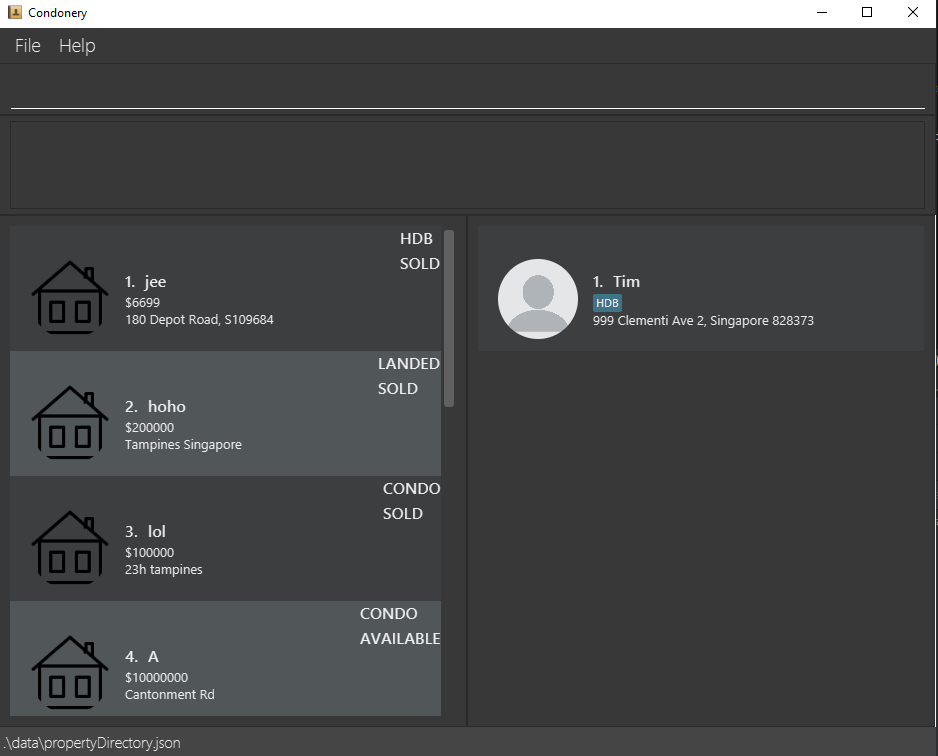 Condonery
File Help
HDB
SOLD
1. jee
$6699
180 Depot Road, S109684
LANDED
SOLD
2. hoho
$200000
Tampines Singapore
CONDO
SOLD
3. lol
$100000
23h tampines
CONDO
AVAILABLE
4. A
$10000000
Cantonment Rd
1. Tim
HDB
999 Clementi Ave 2, Singapore 828373
.\data\propertyDirectory.json